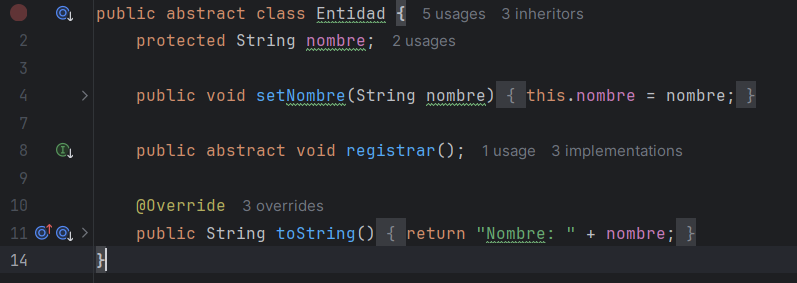 public abstract class Entidad { 5 usages 3 inheritors
2 protected String nombre; 2 usages
3
4 public void setNombre(String nombre) { this.nombre = nombre; }
7
8 public abstract void registrar(); 1 usage 3 implementations
9
10 @Override 3 overrides
11 public String toString() { return "Nombre: " + nombre; }
14 }